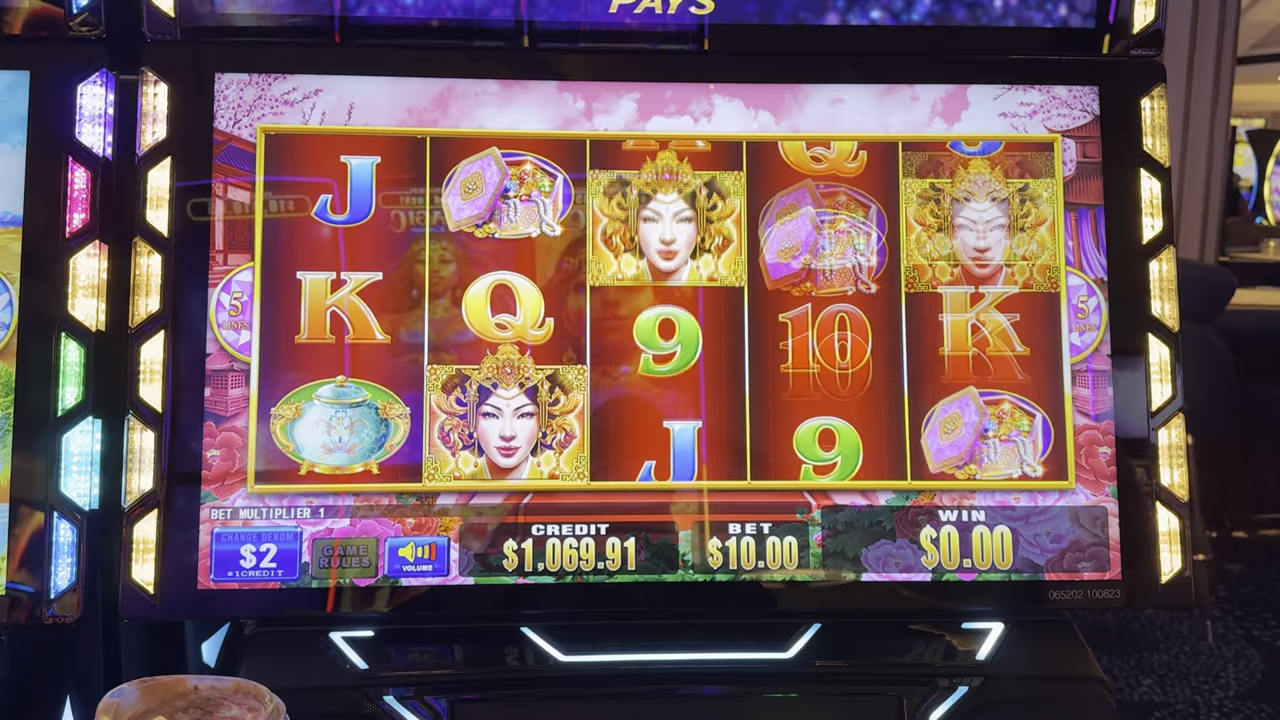 PAYS
J
K
Q
Q
9
J
10
9
K
5
LINES
5
LINES
BET MULTIPLIER 1
CHANGE DENOM
$2
=1CREDIT
GAME
RULES
VOLUME
CREDIT
$1,069.91
BET
$10.00
WIN
$0.00
065202 100823